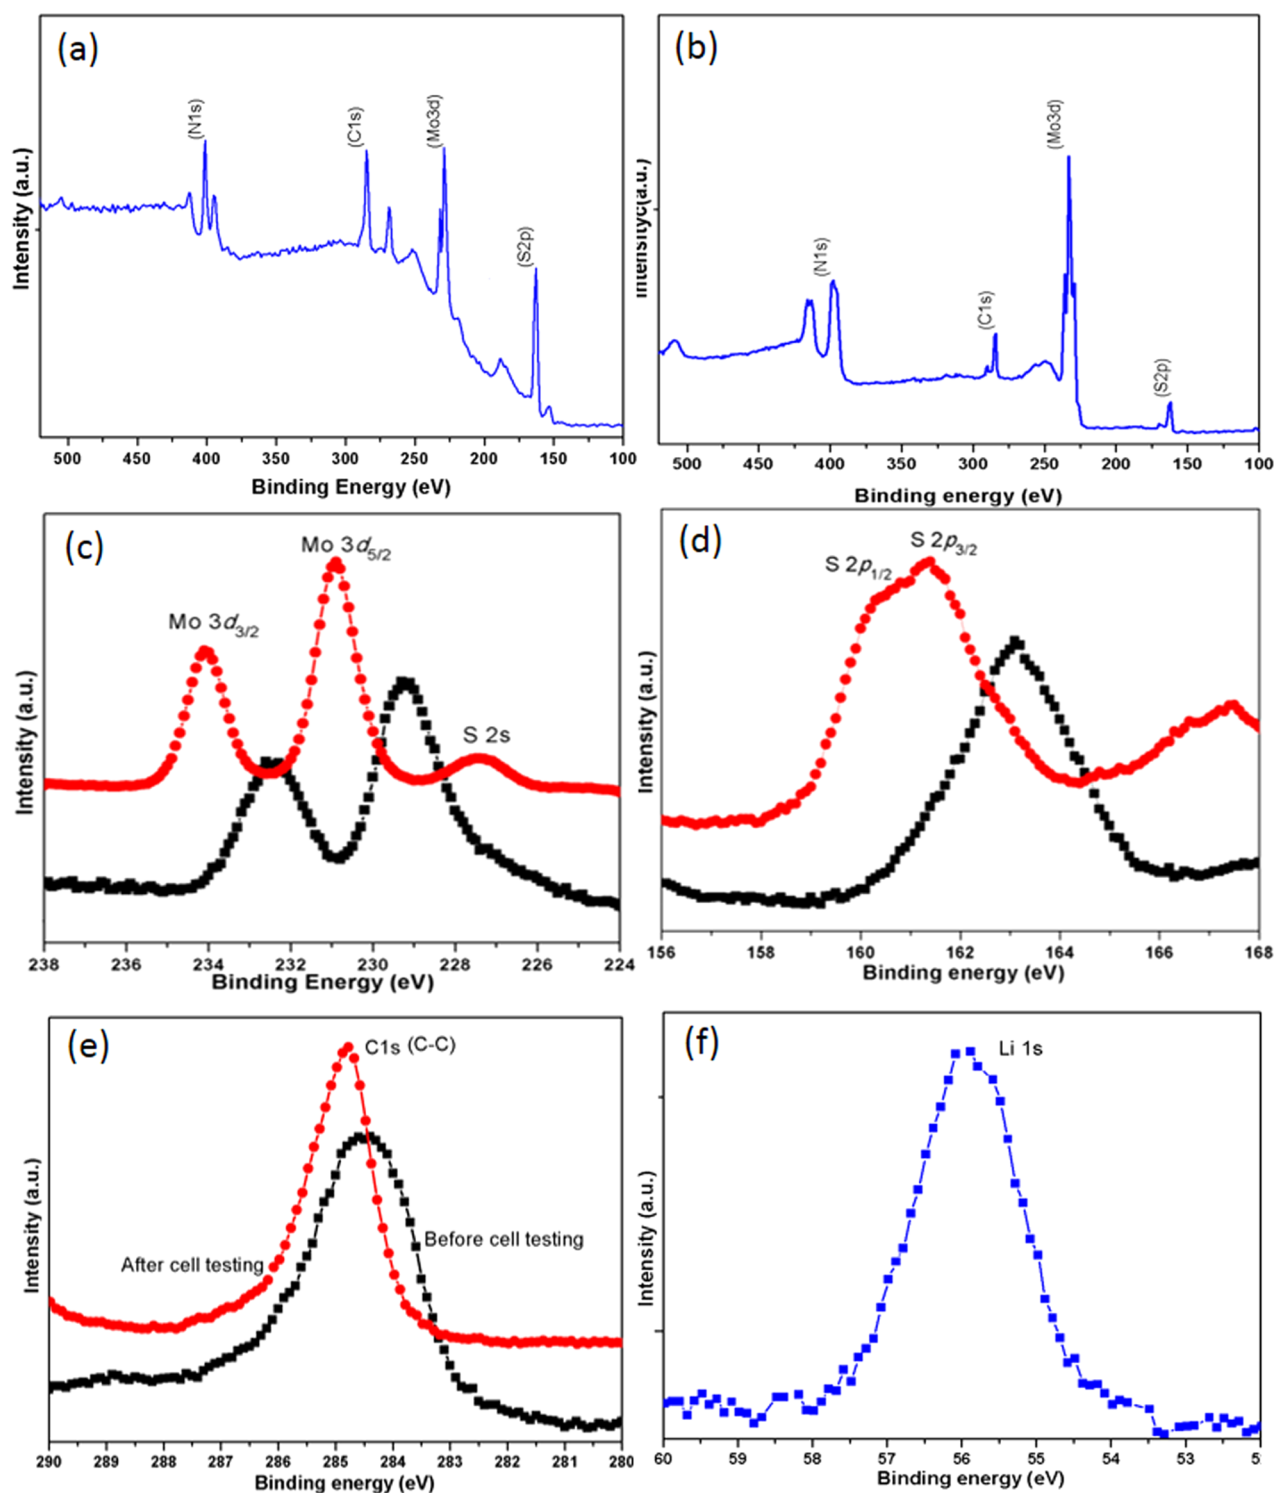 (a)
(N1s)
(C1s)
(Mo3d)
(S2p)
Intensity (a.u.)
500 450 400 350 300 250 200 150 100
Binding Energy (eV)
(b)
(Mo3d)
(N1s)
(C1s)
(S2p)
500 450 400 350 300 250 200 150 100
Binding energy (eV)
(c)
Mo 3d5/2
Mo 3d3/2
S 2s
Intensity (a.u.)
238 236 234 232 230 228 226 224
Binding Energy (eV)
(d)
S 2p3/2
S 2p1/2
Intensity (a.u.)
156 158 160 162 164 166 168
Binding energy (eV)
(e)
C1s (C-C)
Before cell testing
After cell testing
Intensity (a.u.)
290 289 288 287 286 285 284 283 282 281 280
Binding energy (eV)
(f)
Li 1s
Intensity (a.u.)
60 59 58 57 56 55 54 53
Binding energy (eV)